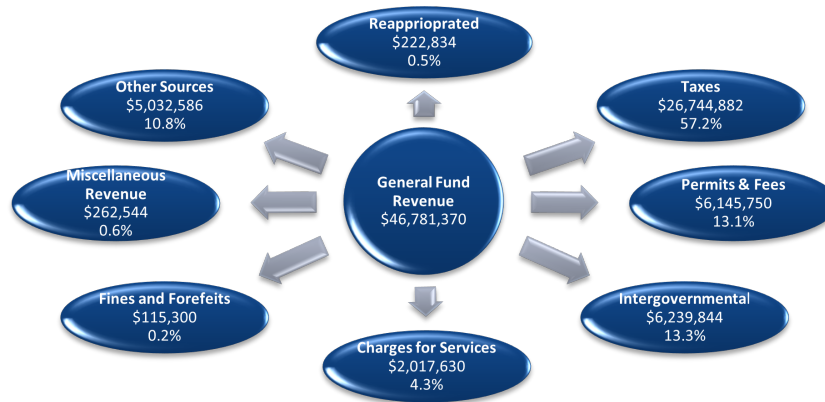 Reapprioprated
$222,834
0.5%
Other Sources
$5,032,586
10.8%
Taxes
$26,744,882
57.2%
Miscellaneous
Revenue
$262,544
0.6%
General Fund
Revenue
$46,781,370
Permits & Fees
$6,145,750
13.1%
Fines and Forefeits
$115,300
0.2%
Charges for Services
$2,017,630
4.3%
Intergovernmental
$6,239,844
13.3%